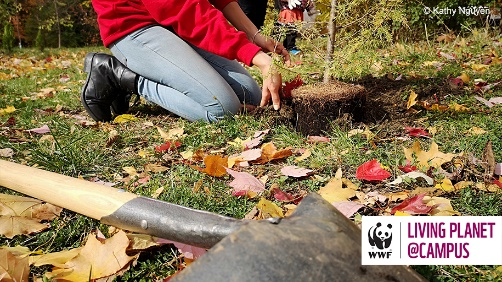 © Kathy Nguyen
WWF
LIVING PLANET
@CAMPUS